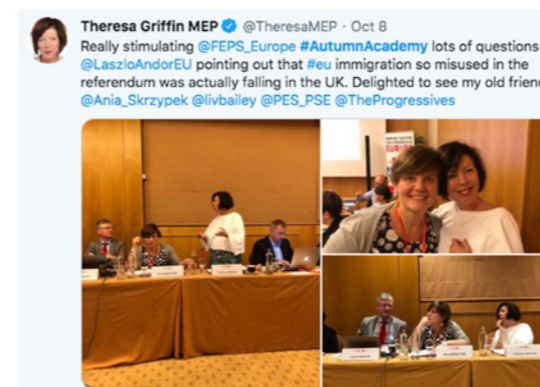 Theresa Griffin MEP @TheresaMEP · Oct 8
Really stimulating @FEPS_Europe #AutumnAcademy lots of questions
@LaszloAndorEU pointing out that #eu immigration so misused in the
referendum was actually falling in the UK. Delighted to see my old frien
@Ania_Skrzypek @livbailey @PES_PSE @TheProgressives